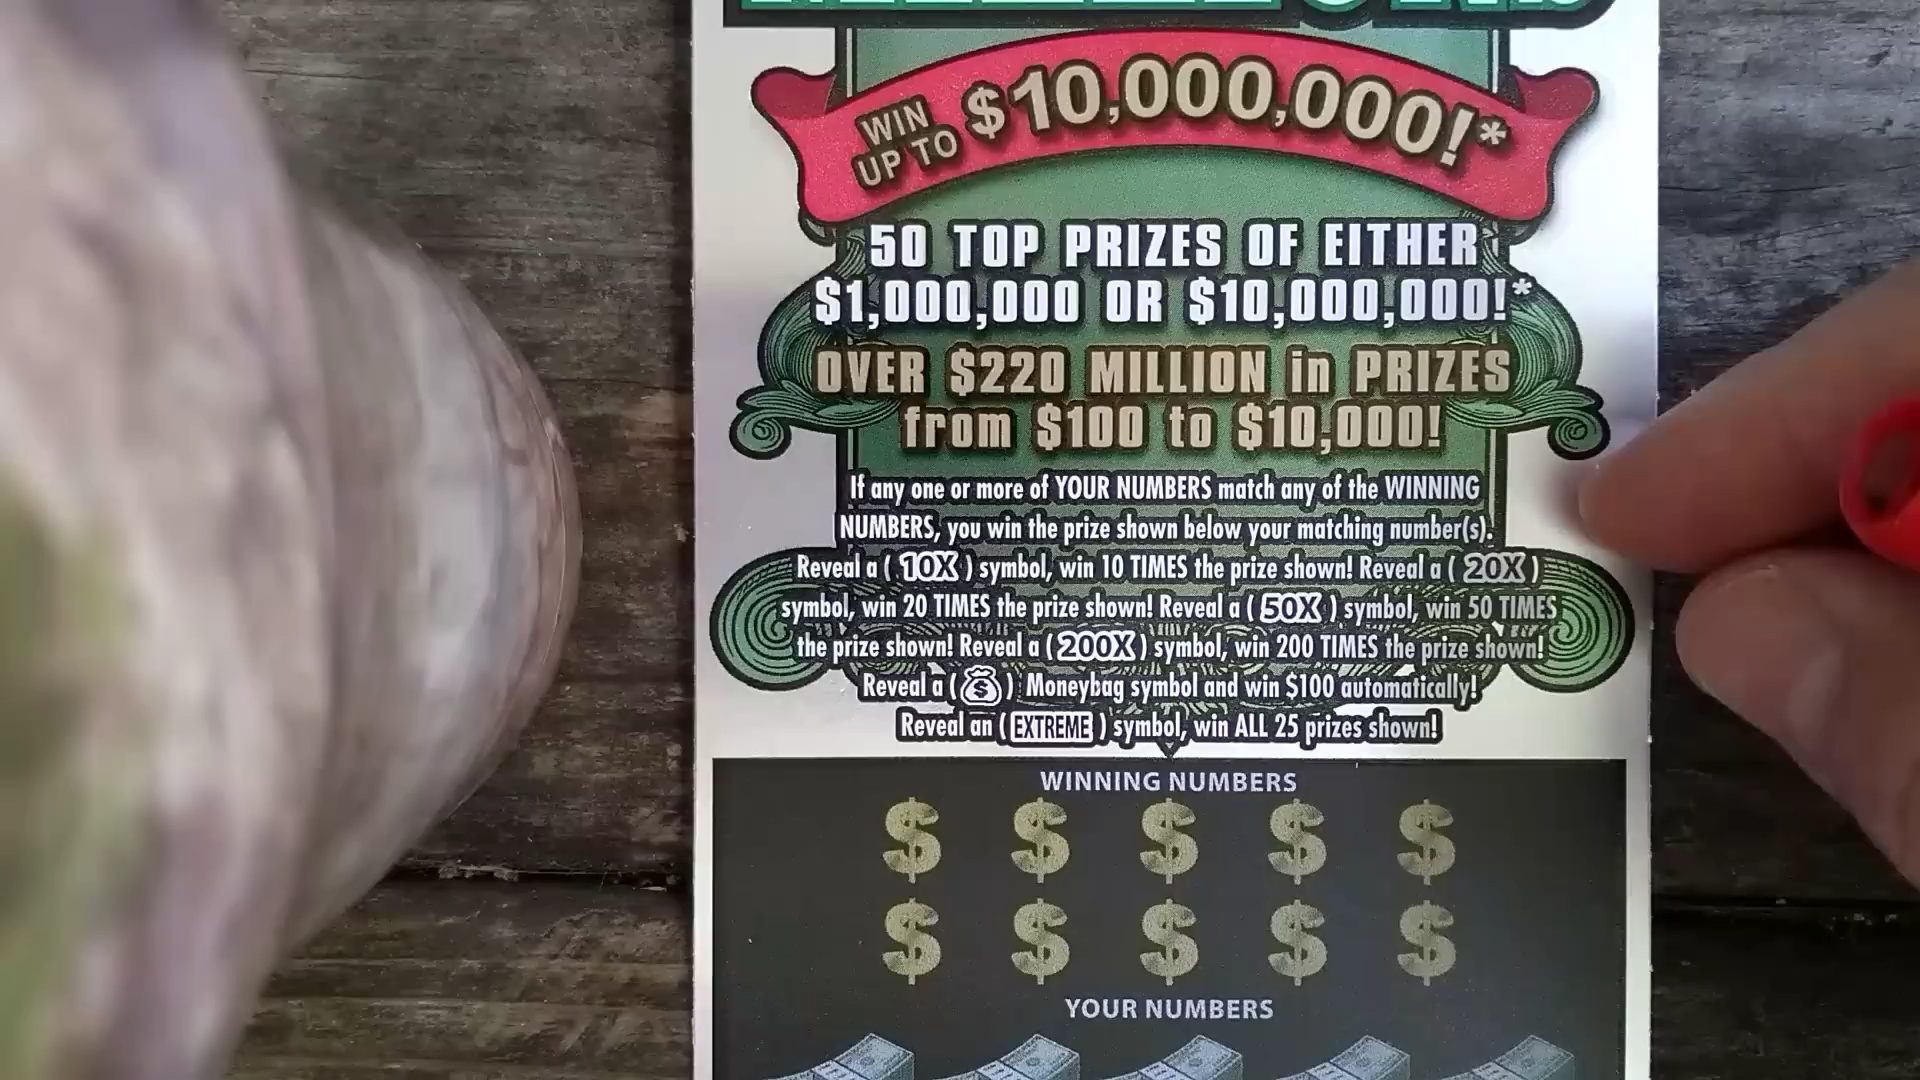 WIN UP TO $10,000,000!*
50 TOP PRIZES OF EITHER
$1,000,000 OR $10,000,000!*
OVER $220 MILLION in PRIZES
from $100 to $10,000!
If any one or more of YOUR NUMBERS match any of the WINNING
NUMBERS, you win the prize shown below your matching number(s).
Reveal a ( 10X ) symbol, win 10 TIMES the prize shown! Reveal a ( 20X )
symbol, win 20 TIMES the prize shown! Reveal a ( 50X ) symbol, win 50 TIMES
the prize shown! Reveal a ( 200X ) symbol, win 200 TIMES the prize shown!
Reveal a ( $ ) Moneybag symbol and win $100 automatically!
Reveal an ( EXTREME ) symbol, win ALL 25 prizes shown!
WINNING NUMBERS
$ $ $ $ $
$ $ $ $ $
YOUR NUMBERS